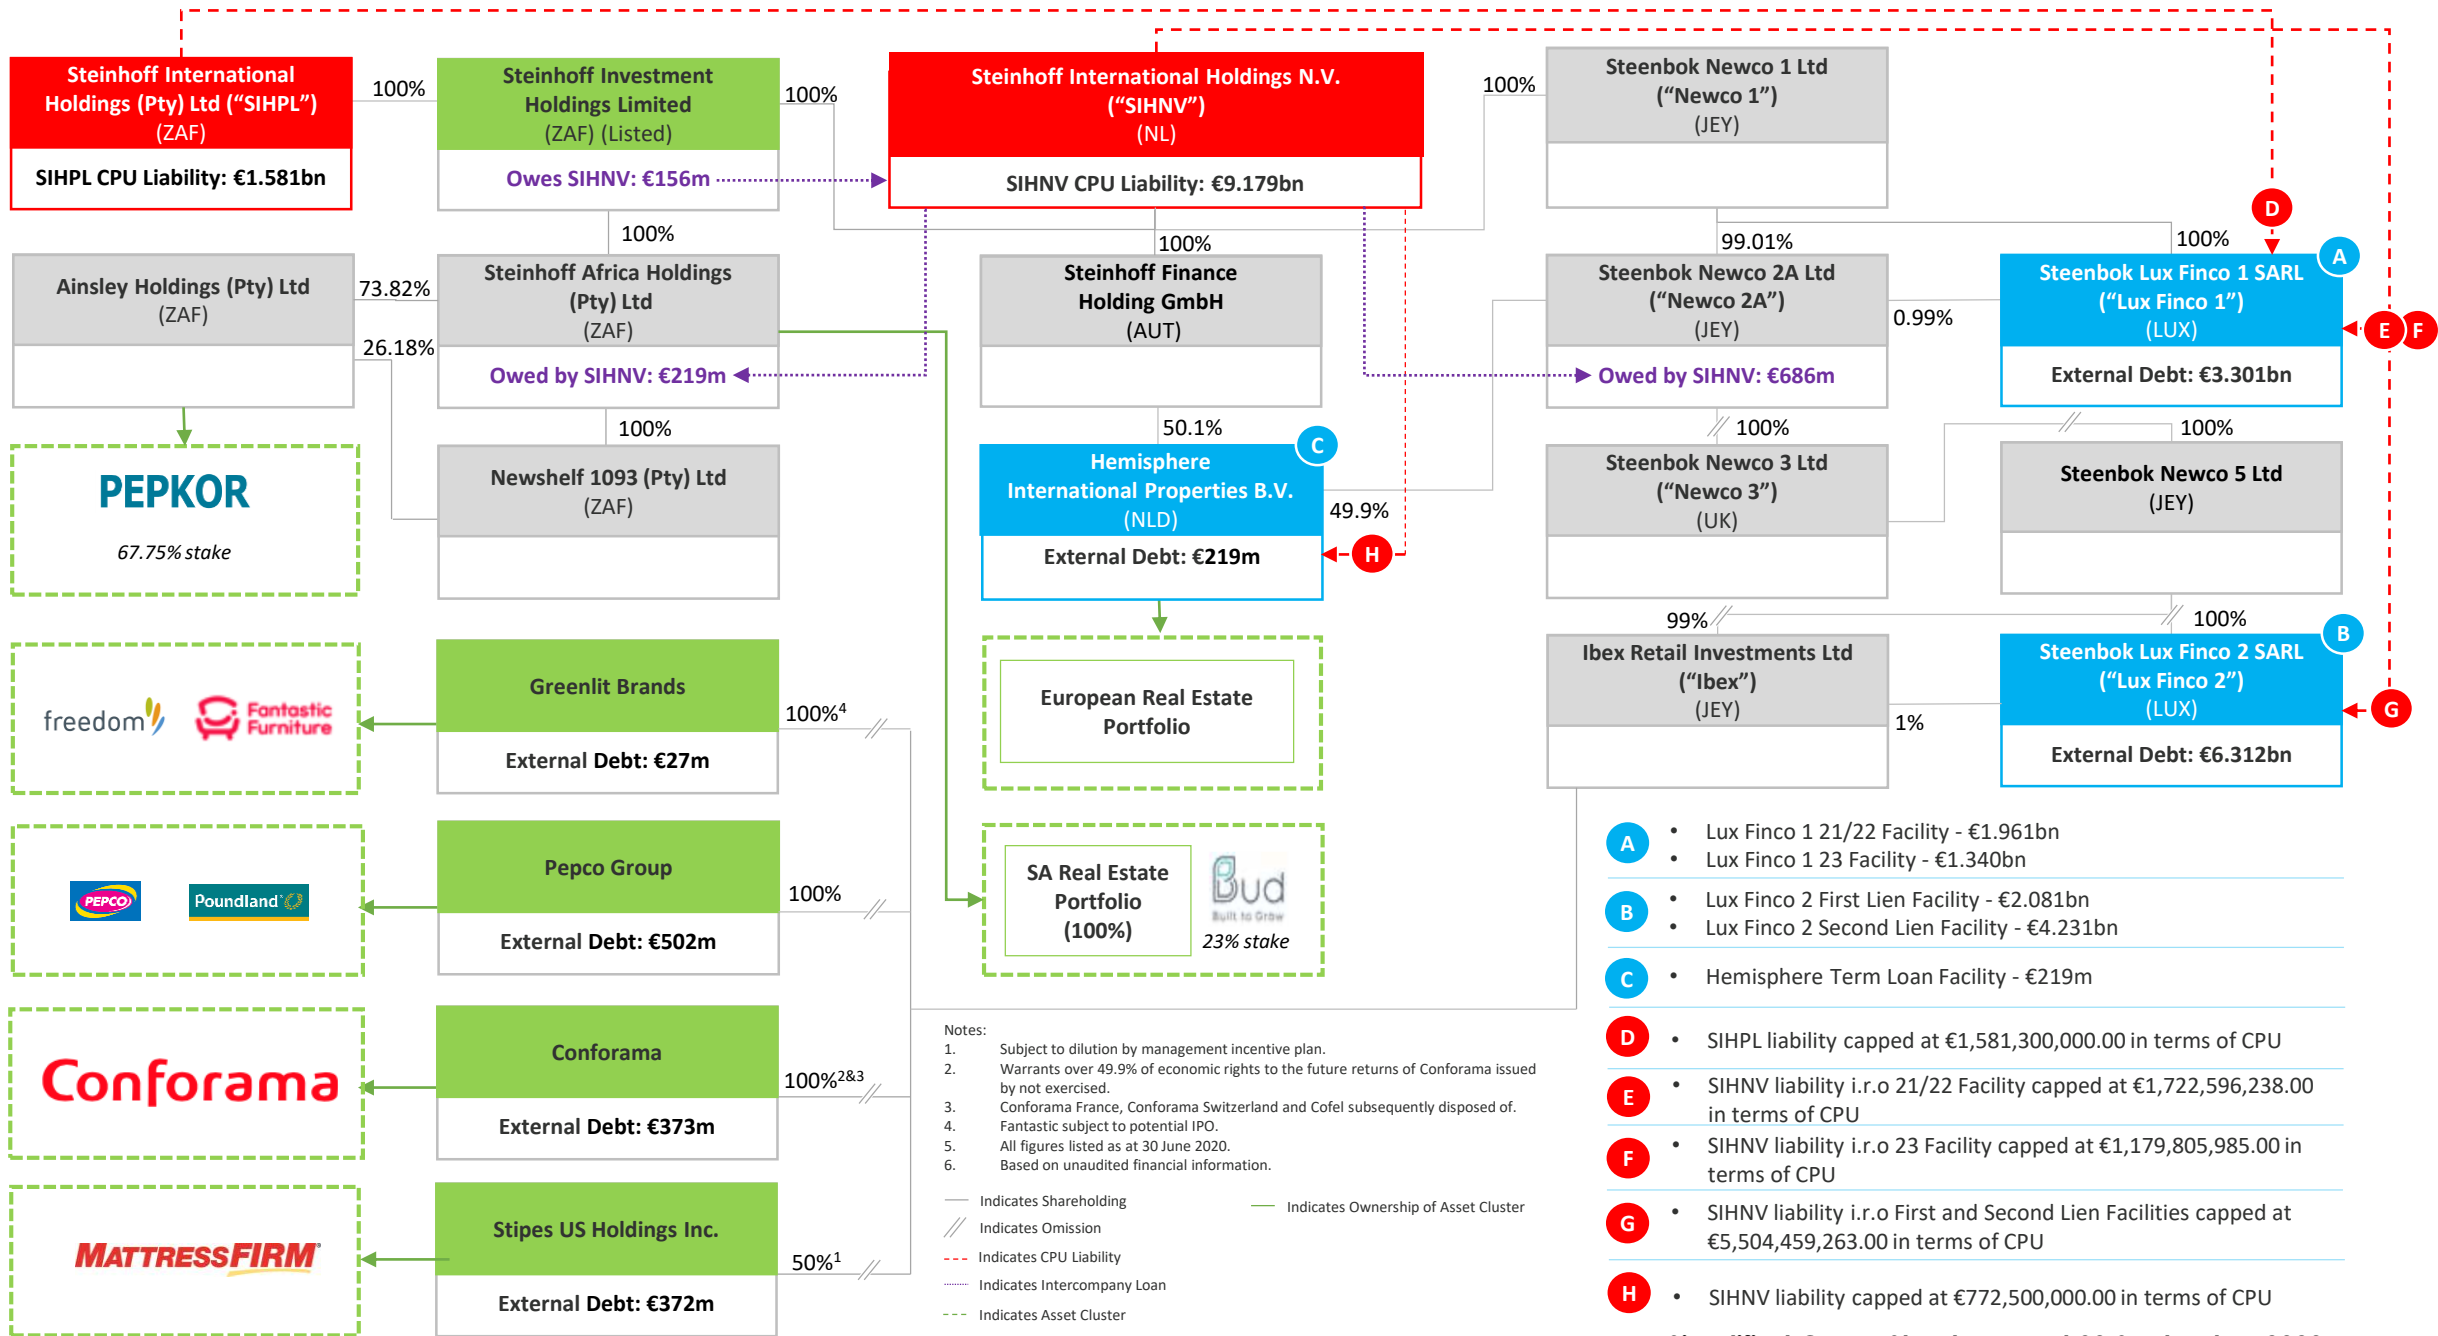 Steinhoff International
Holdings (Pty) Ltd (“SIHPL”)
(ZAF)
SIHPL CPU Liability: €1.581bn
100%
Steinhoff Investment
Holdings Limited
(ZAF) (Listed)
Owes SIHNV: €156m
100%
Steinhoff International Holdings N.V.
(“SIHNV”)
(NL)
SIHNV CPU Liability: €9.179bn
100%
Steenbok Newco 1 Ltd
(“Newco 1”)
(JEY)
D
100%
100%
99.01%
100%
A
Ainsley Holdings (Pty) Ltd
(ZAF)
73.82%
26.18%
Steinhoff Africa Holdings
(Pty) Ltd
(ZAF)
Owed by SIHNV: €219m
Steinhoff Finance
Holding GmbH
(AUT)
Steenbok Newco 2A Ltd
(“Newco 2A”)
(JEY)
Owed by SIHNV: €686m
0.99%
Steenbok Lux Finco 1 SARL
(“Lux Finco 1”)
(LUX)
External Debt: €3.301bn
E
F
100%
50.1%
C
100%
100%
PEPKOR
67.75% stake
Newshelf 1093 (Pty) Ltd
(ZAF)
Hemisphere
International Properties B.V.
(NLD)
External Debt: €219m
49.9%
H
Steenbok Newco 3 Ltd
(“Newco 3”)
(UK)
Steenbok Newco 5 Ltd
(JEY)
99%
100%
B
freedom
Fantastic
Furniture
Greenlit Brands
External Debt: €27m
100%4
European Real Estate
Portfolio
Ibex Retail Investments Ltd
(“Ibex”)
(JEY)
1%
Steenbok Lux Finco 2 SARL
(“Lux Finco 2”)
(LUX)
External Debt: €6.312bn
G
PEPCO
Poundland
Pepco Group
External Debt: €502m
100%
SA Real Estate
Portfolio
(100%)
Bud
Built to Grow
23% stake
Conforama
Conforama
External Debt: €373m
100%2&3
MATTRESSFIRM
Stipes US Holdings Inc.
External Debt: €372m
50%1
Notes:
1. Subject to dilution by management incentive plan.
2. Warrants over 49.9% of economic rights to the future returns of Conforama issued
by not exercised.
3. Conforama France, Conforama Switzerland and Cofel subsequently disposed of.
4. Fantastic subject to potential IPO.
5. All figures listed as at 30 June 2020.
6. Based on unaudited financial information.
Indicates Shareholding
Indicates Ownership of Asset Cluster
Indicates Omission
Indicates CPU Liability
Indicates Intercompany Loan
Indicates Asset Cluster
A
• Lux Finco 1 21/22 Facility - €1.961bn
• Lux Finco 1 23 Facility - €1.340bn
B
• Lux Finco 2 First Lien Facility - €2.081bn
• Lux Finco 2 Second Lien Facility - €4.231bn
C
• Hemisphere Term Loan Facility - €219m
D
• SIHPL liability capped at €1,581,300,000.00 in terms of CPU
E
• SIHNV liability i.r.o 21/22 Facility capped at €1,722,596,238.00
in terms of CPU
F
• SIHNV liability i.r.o 23 Facility capped at €1,179,805,985.00 in
terms of CPU
G
• SIHNV liability i.r.o First and Second Lien Facilities capped at
€5,504,459,263.00 in terms of CPU
H
• SIHNV liability capped at €772,500,000.00 in terms of CPU